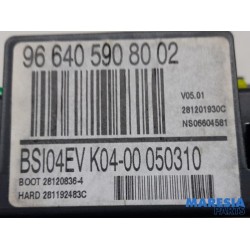 96 640 590 80 02
V05.01
281201930C
NS06604581
BSI04EV K04-00 050310
BOOT 28120836-4
HARD 281192483C
MARESIA
PARTS